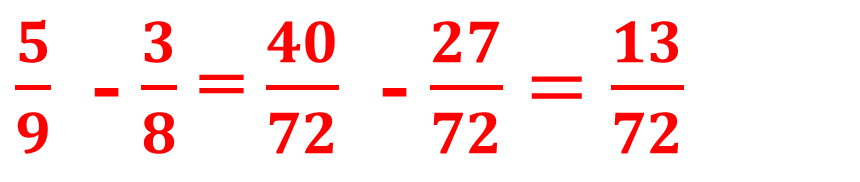 5/9 - 3/8 = 40/72 - 27/72 = 13/72